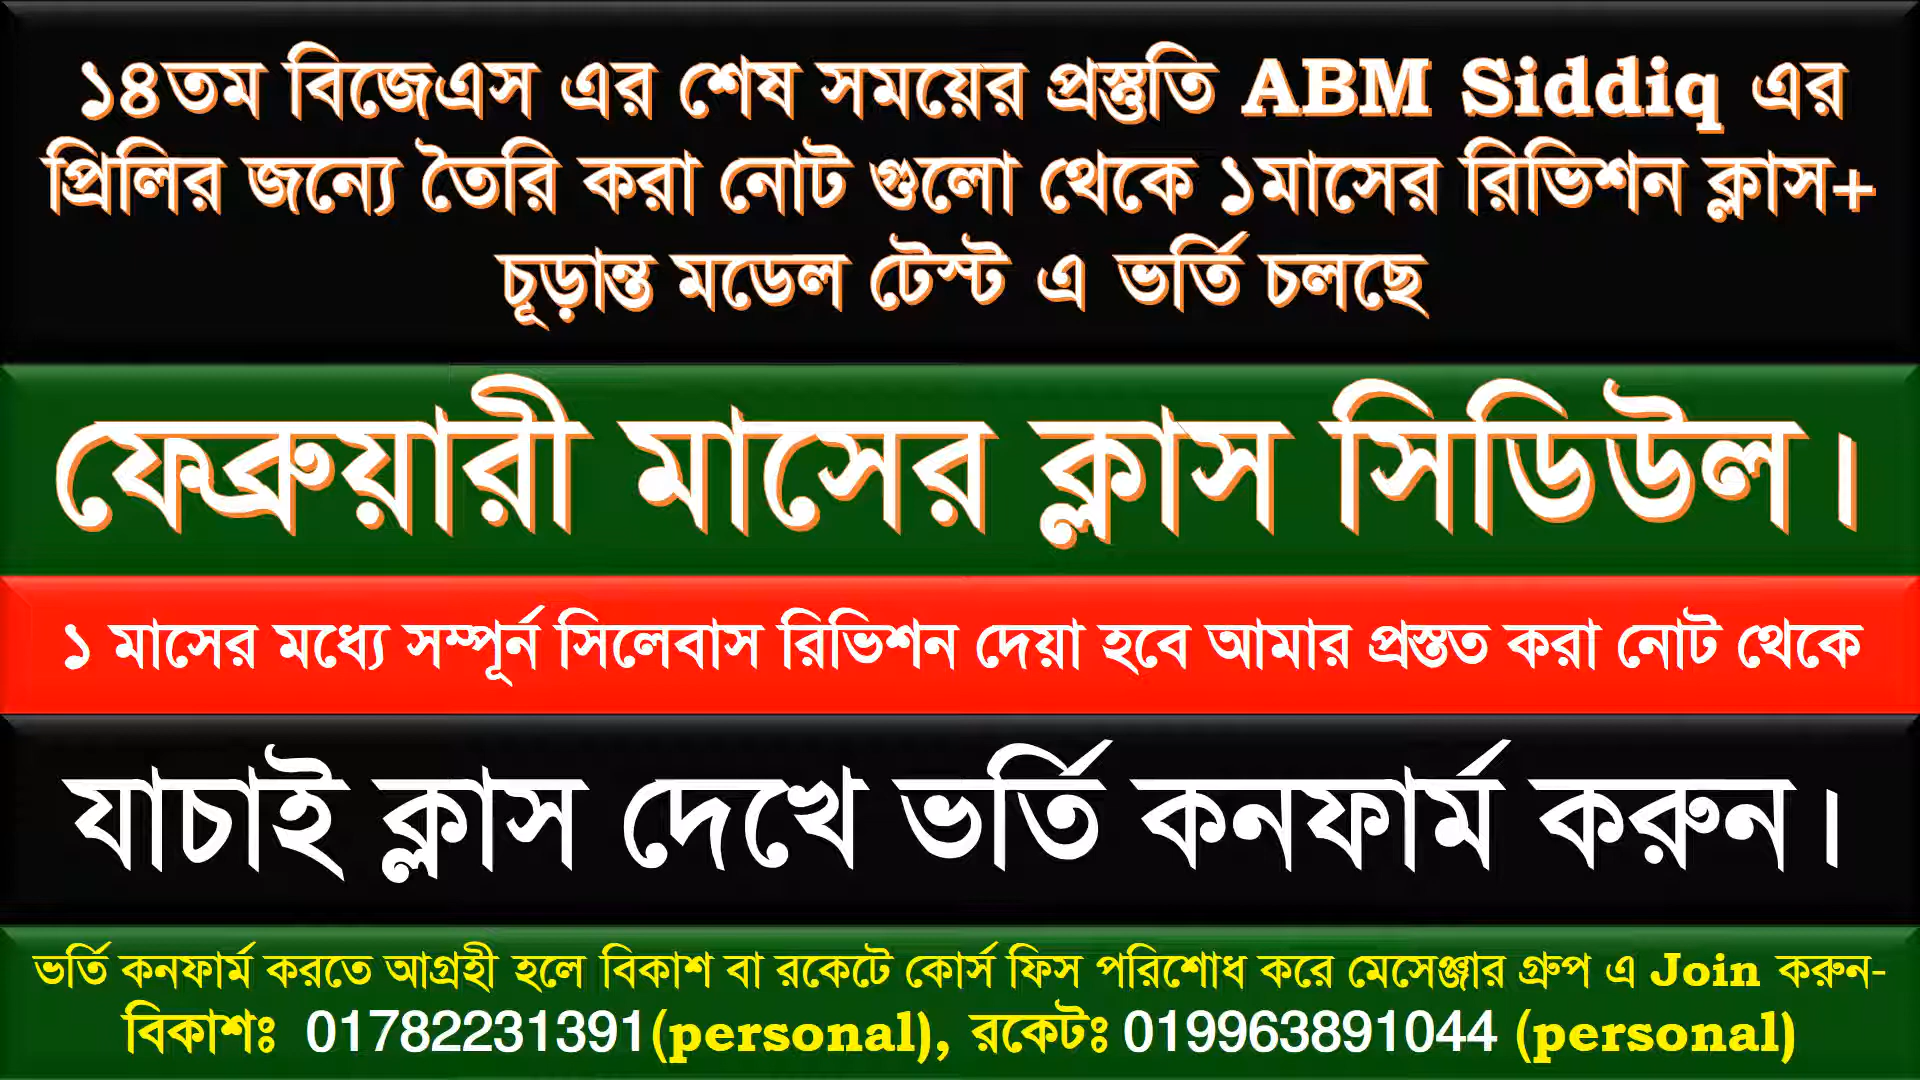 ১৪তম বিজেএস এর শেষ সময়ের প্রস্তুতি ABM Siddiq এর
প্রিলির জন্যে তৈরি করা নোট গুলো থেকে ১মাসের রিভিশন ক্লাস+
চূড়ান্ত মডেল টেস্ট এ ভর্তি চলছে
ফেব্রুয়ারী মাসের ক্লাস সিডিউল।
১ মাসের মধ্যে সম্পূর্ন সিলেবাস রিভিশন দেয়া হবে আমার প্রস্তত করা নোট থেকে
যাচাই ক্লাস দেখে ভর্তি কনফার্ম করুন।
ভর্তি কনফার্ম করতে আগ্রহী হলে বিকাশ বা রকেটে কোর্স ফিস পরিশোধ করে মেসেঞ্জার গ্রুপ এ Join করুন-
বিকাশঃ 01782231391(personal), রকেটঃ 019963891044 (personal)